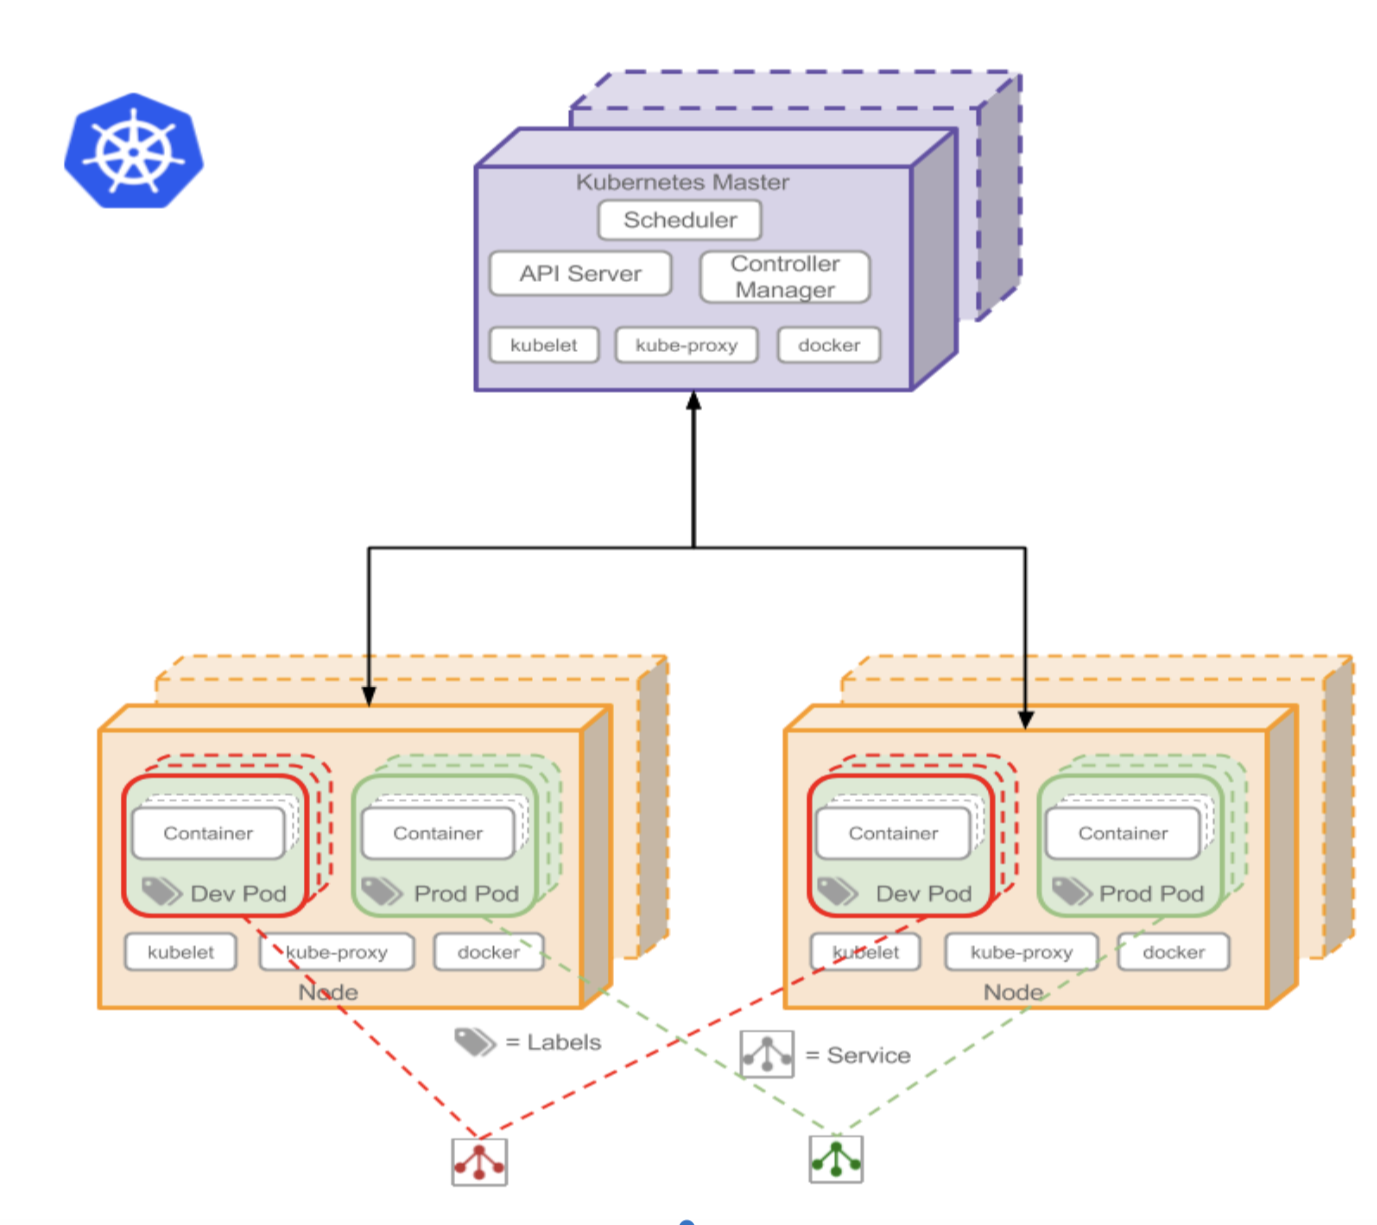 Kubernetes Master
Scheduler
API Server
Controller
Manager
kubelet
kube-proxy
docker
Container
Dev Pod
Container
Prod Pod
kubelet
kube-proxy
docker
Node
Container
Dev Pod
Container
Prod Pod
kubelet
kube-proxy
docker
Node
= Labels
= Service